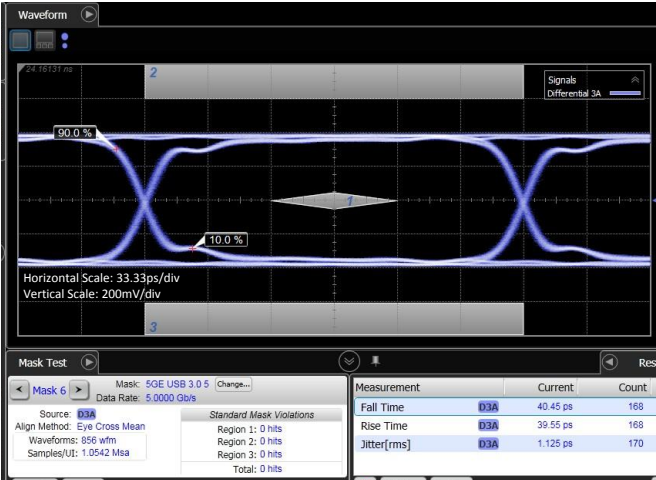 Waveform
24.16131 ns
2
Signals
Differential 3A
90.0 %
1
10.0 %
Horizontal Scale: 33.33ps/div
Vertical Scale: 200mV/div
3
Mask Test
Res
< Mask 6 > Mask: 5GE USB 3.0 5 Change...
Data Rate: 5.0000 Gb/s
Source: D3A
Align Method: Eye Cross Mean
Waveforms: 856 wfm
Samples/UI: 1.0542 Msa
Standard Mask Violations
Region 1: 0 hits
Region 2: 0 hits
Region 3: 0 hits
Total: 0 hits
Measurement Current Count
Fall Time D3A 40.45 ps 168
Rise Time D3A 39.55 ps 168
Jitter[rms] D3A 1.125 ps 170